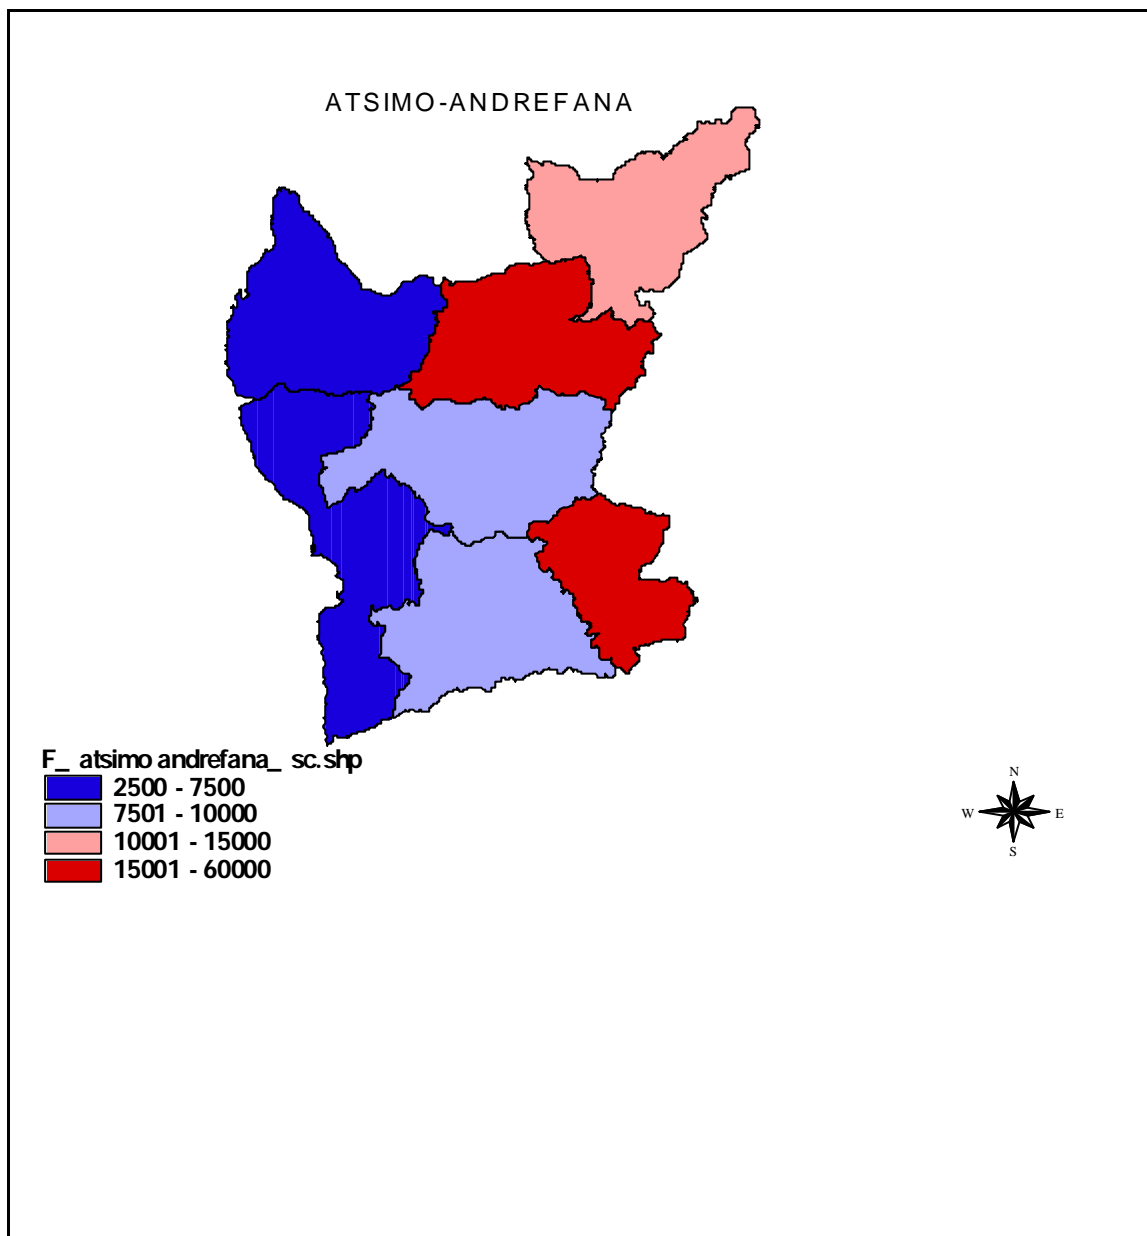 ATSIMO-ANDREFANA
F_ atsimo andrefana_ sc.shp
2500 - 7500
7501 - 10000
10001 - 15000
15001 - 60000
N
W E
S